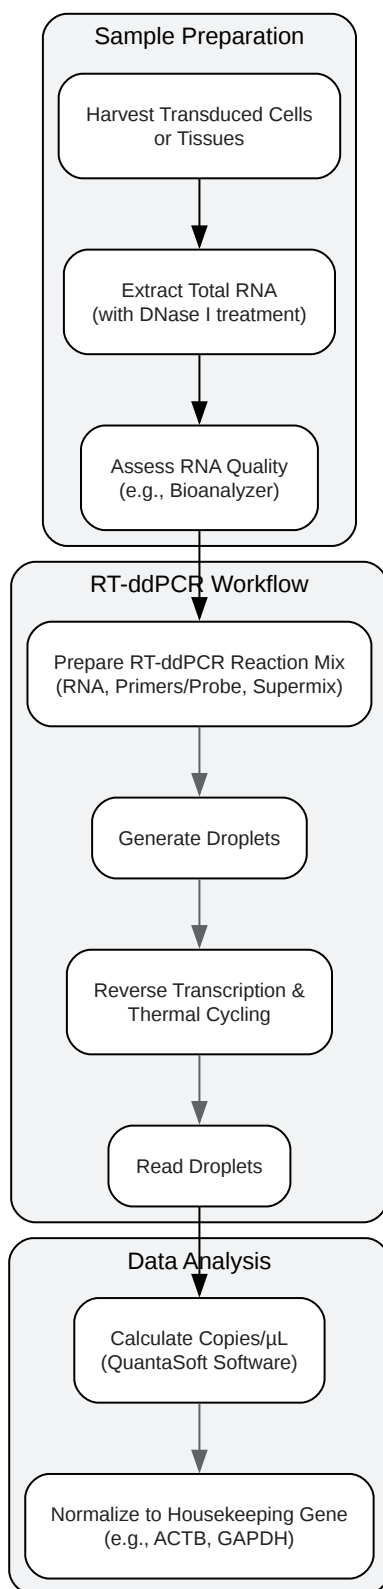 Sample Preparation
Harvest Transduced Cells
or Tissues
Extract Total RNA
(with DNase I treatment)
Assess RNA Quality
(e.g., Bioanalyzer)
RT-ddPCR Workflow
Prepare RT-ddPCR Reaction Mix
(RNA, Primers/Probe, Supermix)
Generate Droplets
Reverse Transcription &
Thermal Cycling
Read Droplets
Data Analysis
Calculate Copies/µL
(QuantaSoft Software)
Normalize to Housekeeping Gene
(e.g., ACTB, GAPDH)